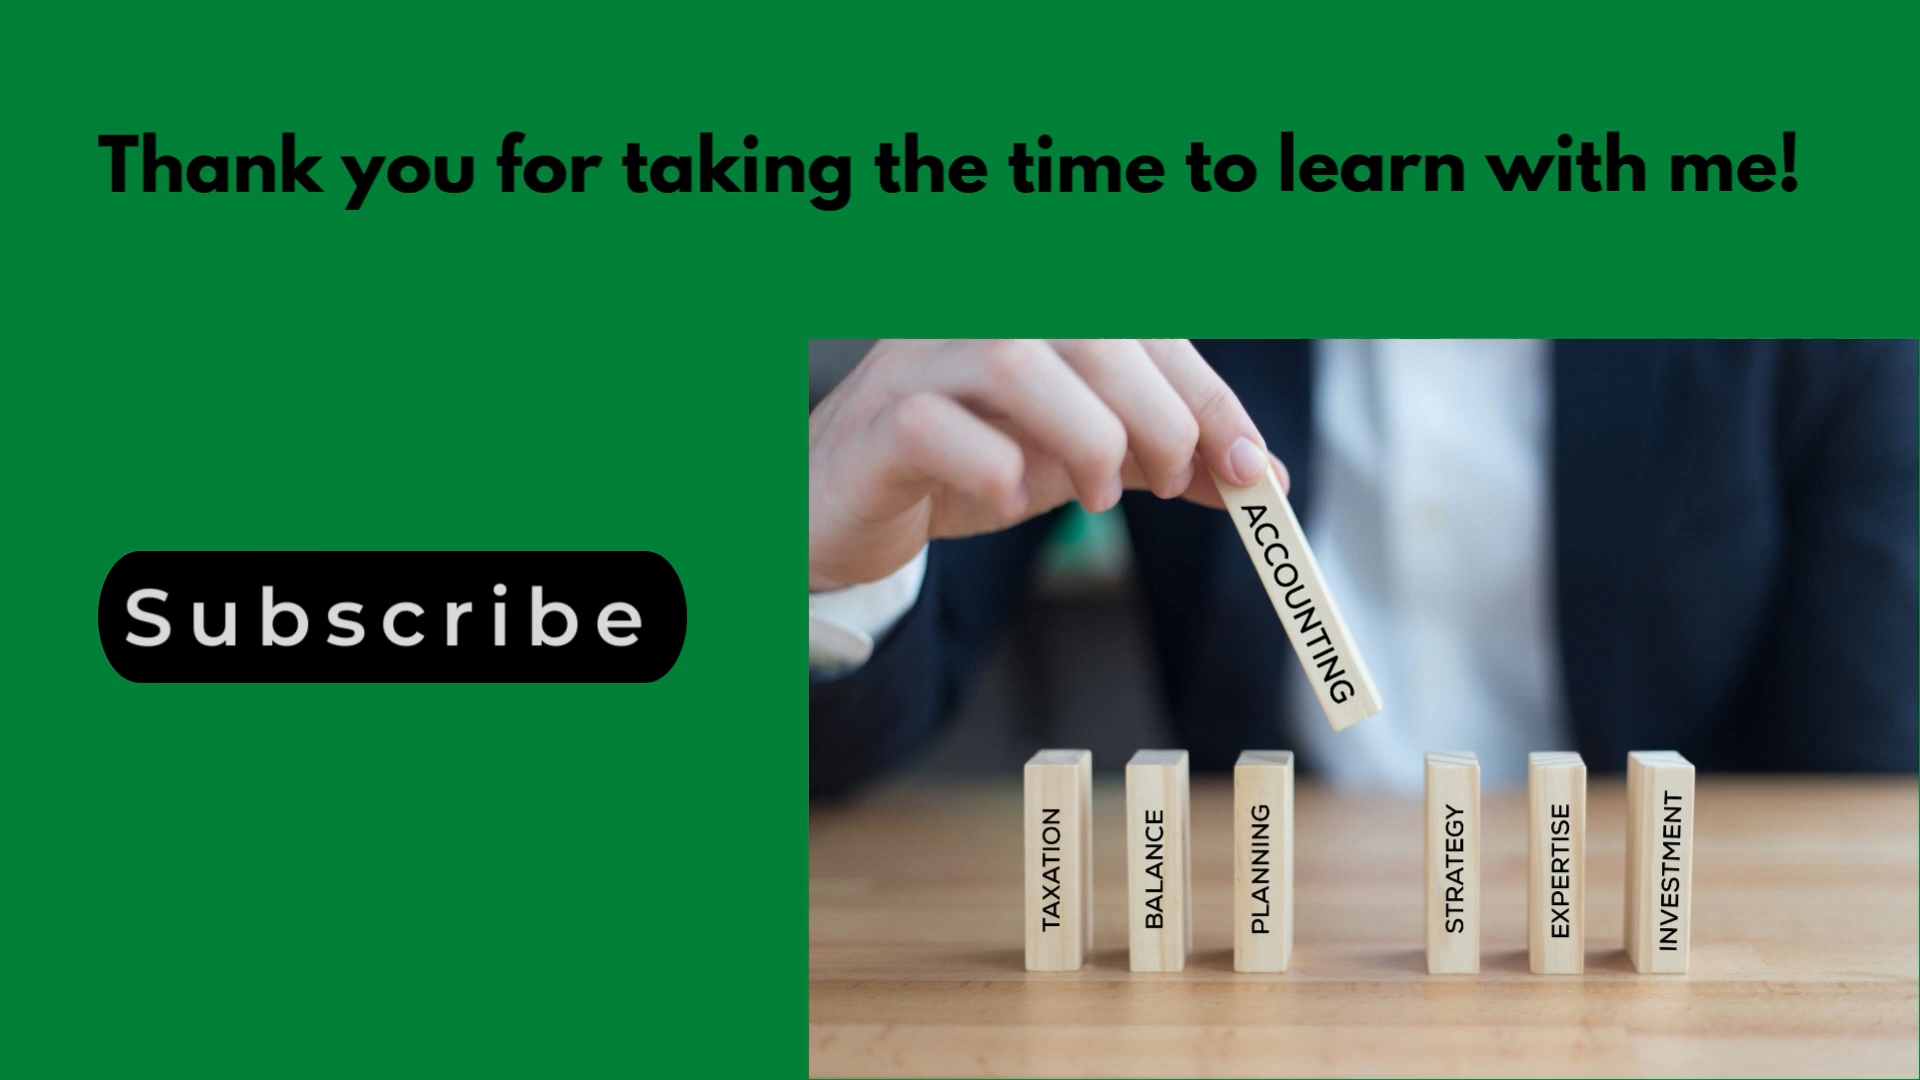 Thank you for taking the time to learn with me!
Subscribe
ACCOUNTING
TAXATION
BALANCE
PLANNING
STRATEGY
EXPERTISE
INVESTMENT